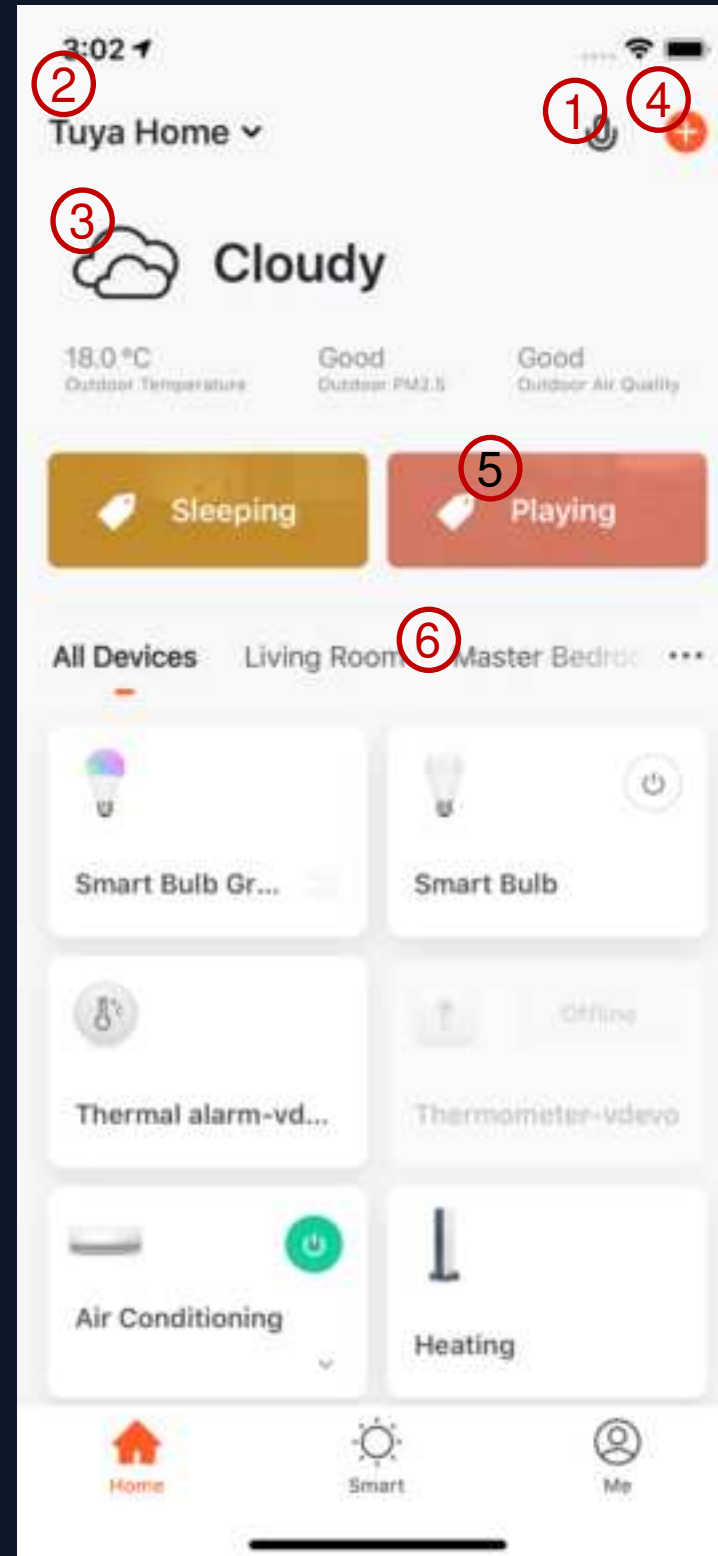 3:02
2
1
4
Tuya Home
3
Cloudy
18.0 °C Good Good
Outdoor Temperature Outdoor PM2.5 Outdoor Air Quality
5
Sleeping Playing
6
All Devices Living Room Master Bedroo
Smart Bulb Gr... Smart Bulb
Offline
Thermal alarm-vd... Thermometer-vdevo
Air Conditioning
Heating
Home Smart Me